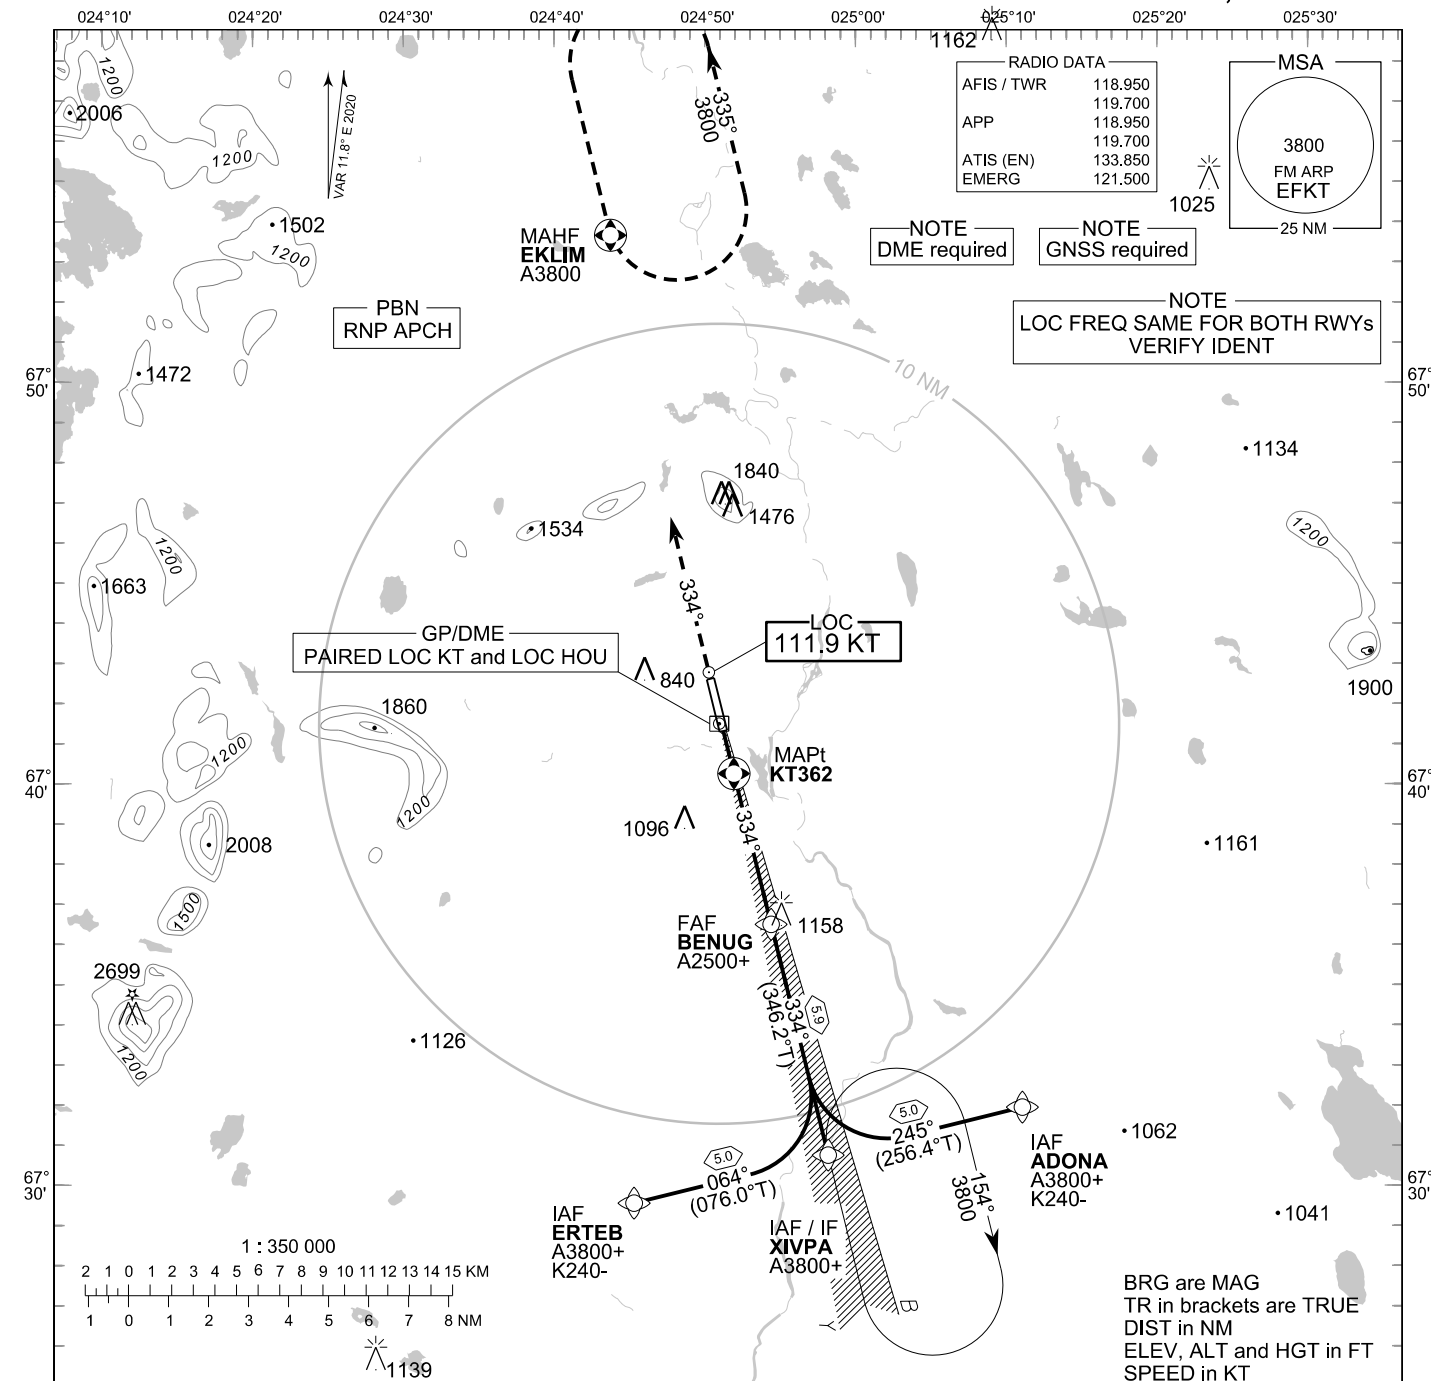 024°10'
024°20'
024°30'
024°40'
024°50'
025°00'
025°10'
025°20'
025°30'
1162
1200
2006
1200
VAR 11.8° E 2020
335°
3800
RADIO DATA
AFIS / TWR 118.950
119.700
APP 118.950
119.700
ATIS (EN) 133.850
EMERG 121.500
MSA
3800
FM ARP
EFKT
25 NM
1025
1502
1200
MAHF
EKLIM
A3800
NOTE
DME required
NOTE
GNSS required
PBN
RNP APCH
NOTE
LOC FREQ SAME FOR BOTH RWYs
VERIFY IDENT
67°
50'
1472
10 NM
67°
50'
1134
1840
1476
1534
1200
1200
1663
334°
GP/DME
PAIRED LOC KT and LOC HOU
LOC
111.9 KT
840
1900
1860
1200
1200
MAPt
KT362
67°
40'
67°
40'
1096
334°
2008
1161
1500
FAF
BENUG
A2500+
1158
2699
1200
5.9
334°
(346.2°T)
1126
5.0
245°
(256.4°T)
1062
IAF
ADONA
A3800+
K240-
5.0
064°
(076.0°T)
154°
3800
67°
30'
67°
30'
IAF
ERTEB
A3800+
K240-
IAF / IF
XIVPA
A3800+
1041
1 : 350 000
2 1 0 1 2 3 4 5 6 7 8 9 10 11 12 13 14 15 KM
1 0 1 2 3 4 5 6 7 8 NM
1139
Y
B
BRG are MAG
TR in brackets are TRUE
DIST in NM
ELEV, ALT and HGT in FT
SPEED in KT